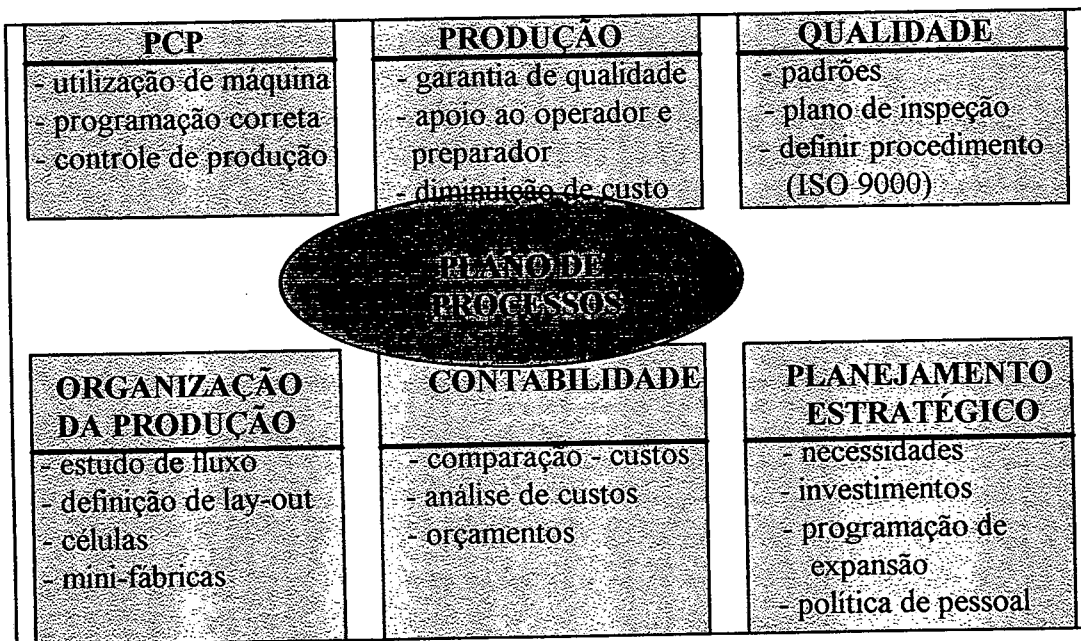 PCP
- utilização de máquina
- programação correta
- controle de produção
PRODUÇÃO
- garantia de qualidade
- apoio ao operador e
preparador
- diminuição de custo
QUALIDADE
- padrões
- plano de inspeção
- definir procedimento
(ISO 9000)
PLANO DE
PROCESSOS
ORGANIZAÇÃO
DA PRODUÇÃO
- estudo de fluxo
- definição de lay-out
- células
- mini-fábricas
CONTABILIDADE
- comparação - custos
- análise de custos
- orçamentos
PLANEJAMENTO
ESTRATÉGICO
- necessidades
- investimentos
- programação de
expansão
- política de pessoal